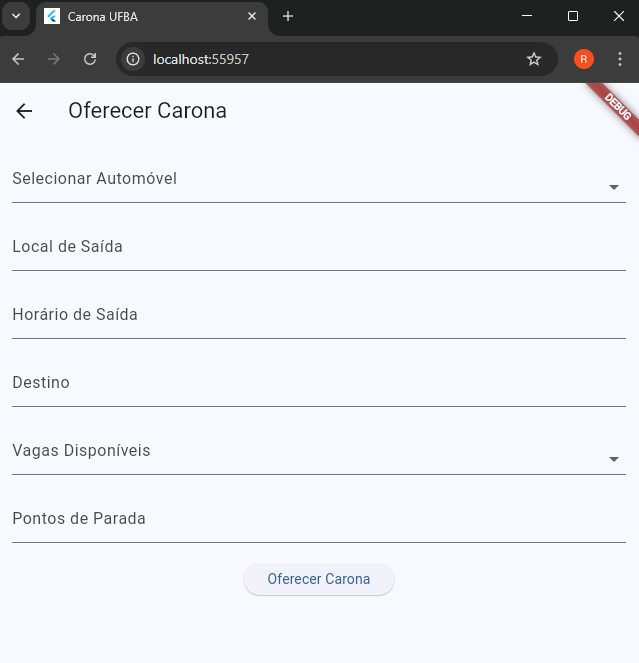 Carona UFBA
localhost:55957
R
Oferecer Carona
DEBUG
Selecionar Automóvel
Local de Saída
Horário de Saída
Destino
Vagas Disponíveis
Pontos de Parada
Oferecer Carona